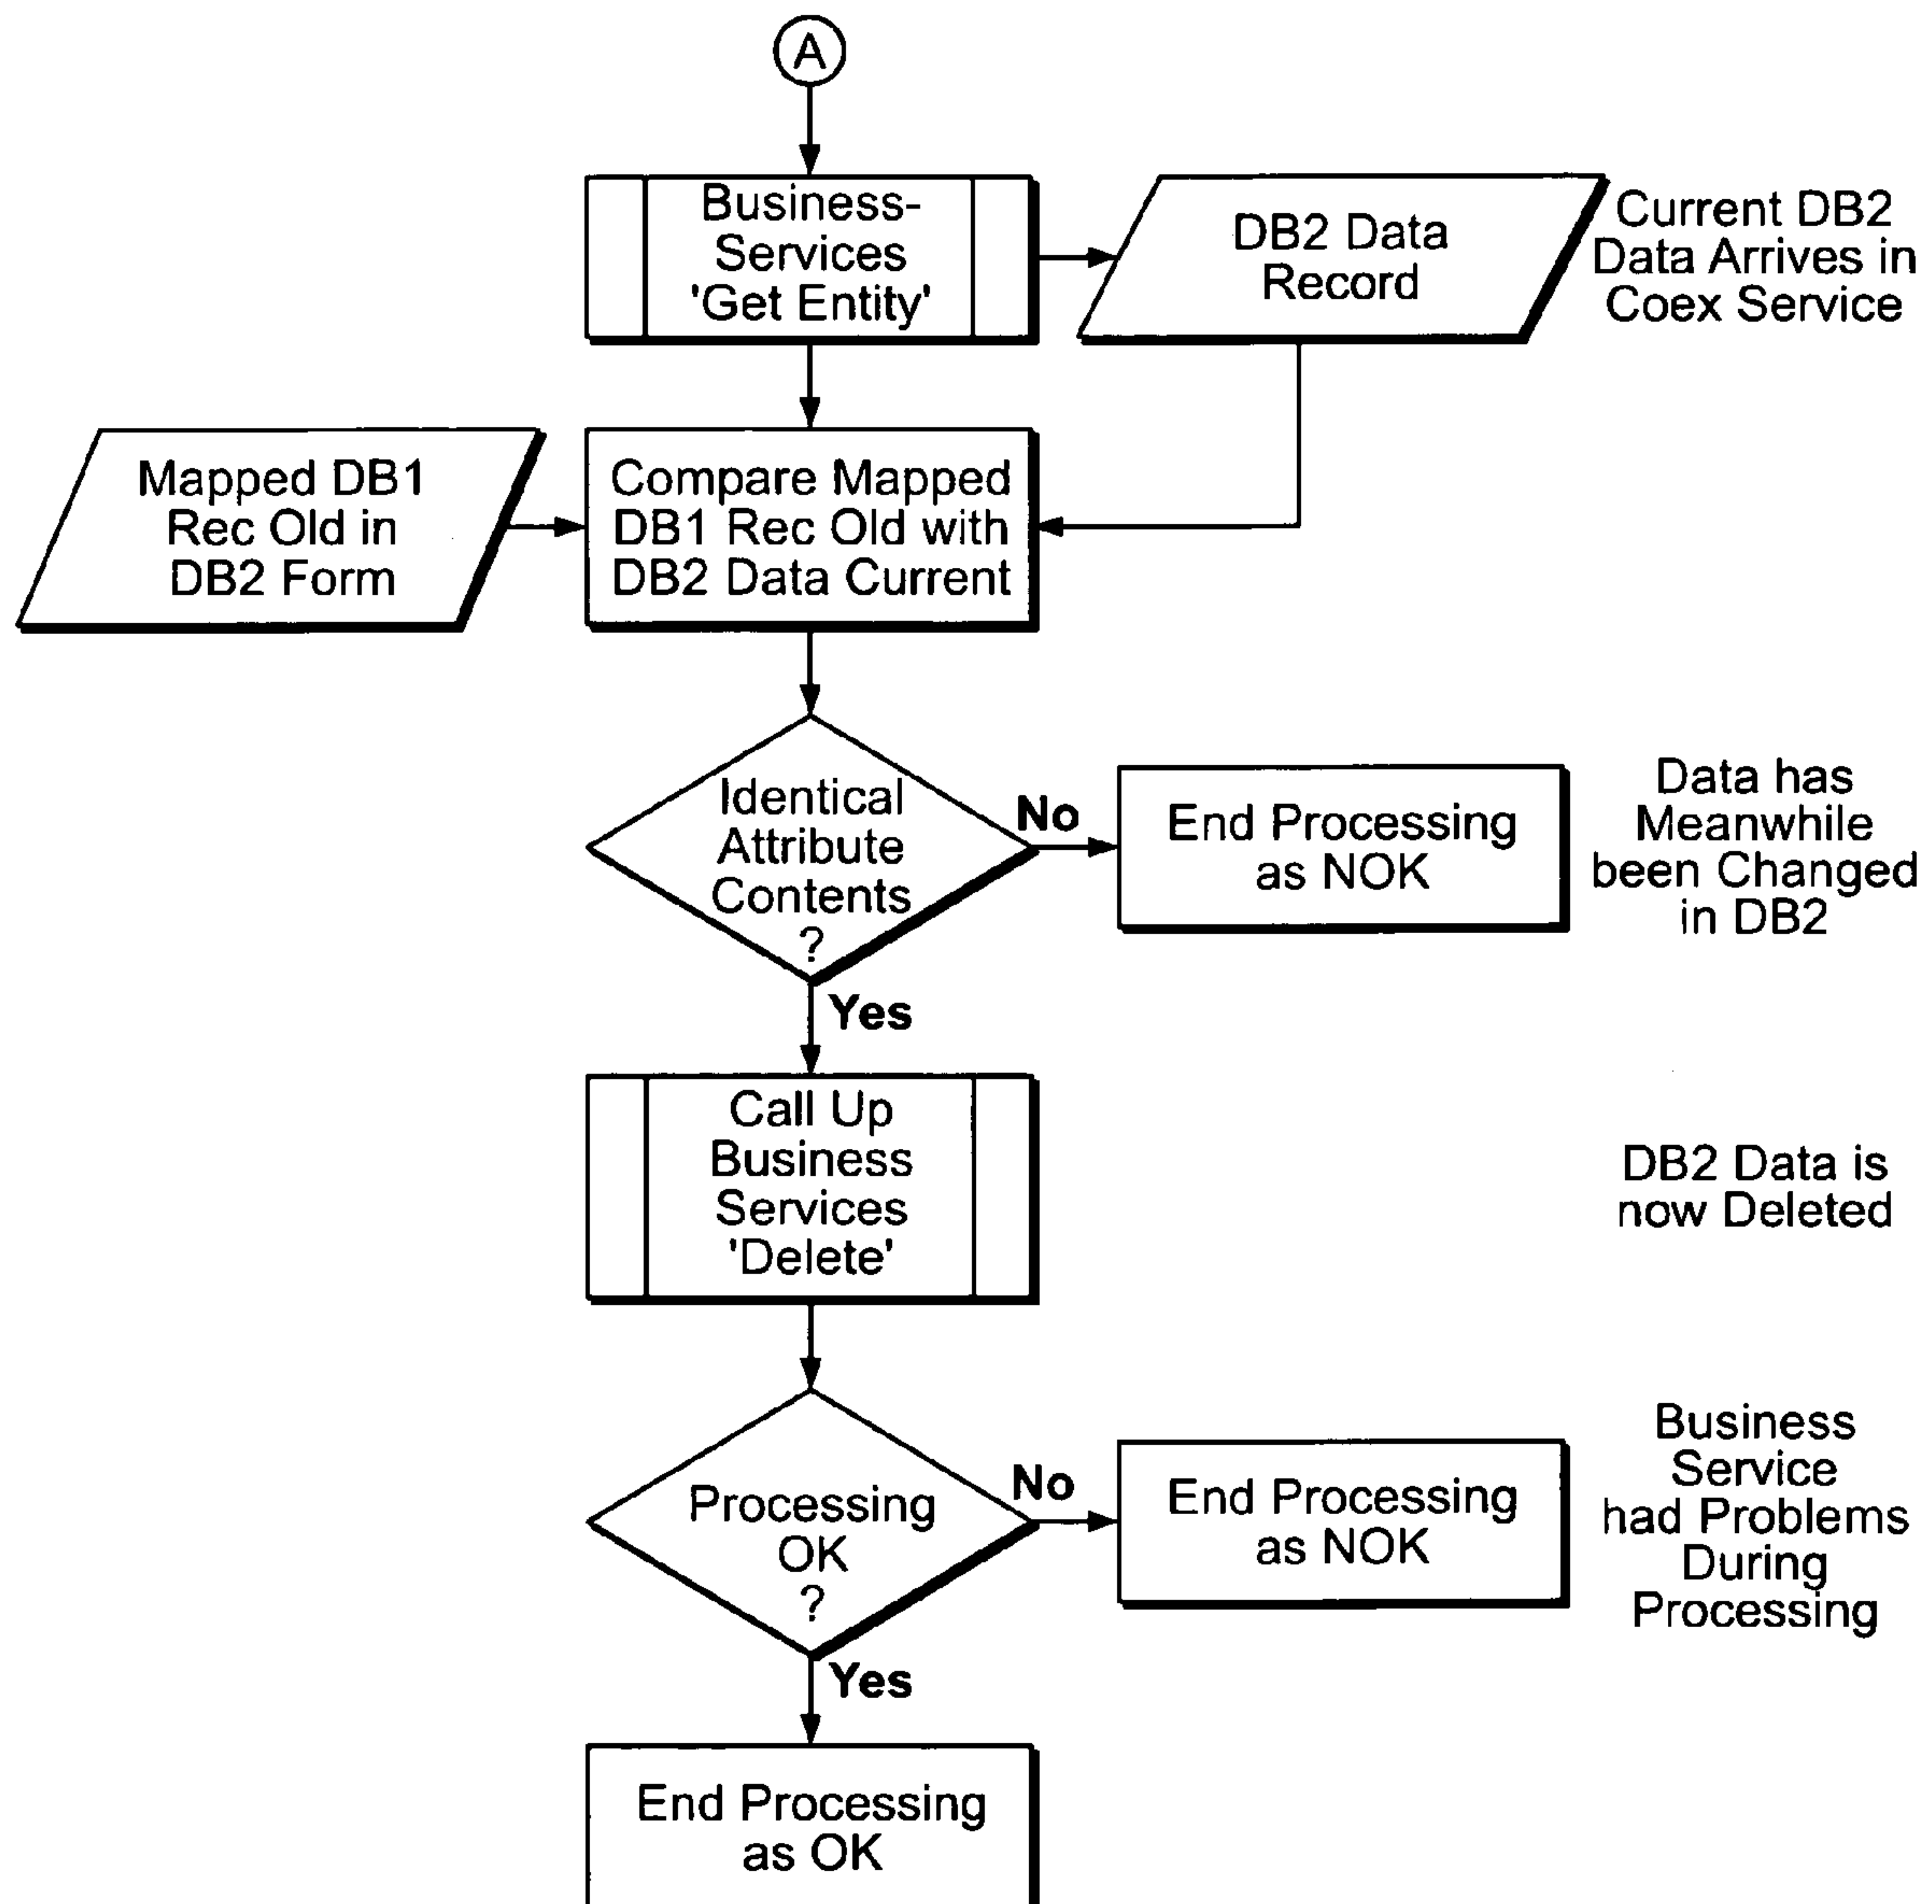 A
Business-
Services
'Get Entity'
DB2 Data
Record
Current DB2
Data Arrives in
Coex Service
Mapped DB1
Rec Old in
DB2 Form
Compare Mapped
DB1 Rec Old with
DB2 Data Current
Identical
Attribute
Contents
?
No
End Processing
as NOK
Data has
Meanwhile
been Changed
in DB2
Yes
Call Up
Business
Services
'Delete'
DB2 Data is
now Deleted
Processing
OK
?
No
End Processing
as NOK
Business
Service
had Problems
During
Processing
Yes
End Processing
as OK